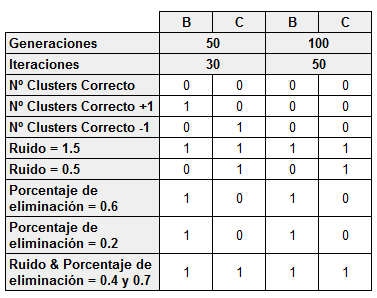 B C B C
Generaciones 50 100
Iteraciones 30 50
Nº Clusters Correcto 0 0 0 0
Nº Clusters Correcto +1 1 0 0 0
Nº Clusters Correcto -1 0 1 0 0
Ruido = 1.5 1 1 1 1
Ruido = 0.5 0 1 0 1
Porcentaje de
eliminación = 0.6 1 0 1 0
Porcentaje de
eliminación = 0.2 1 0 1 0
Ruido & Porcentaje de
eliminación = 0.4 y 0.7 1 1 1 1